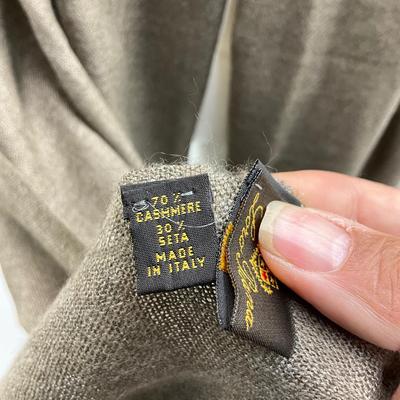 70 %
CASHMERE
30 %
SETA
MADE
IN ITALY